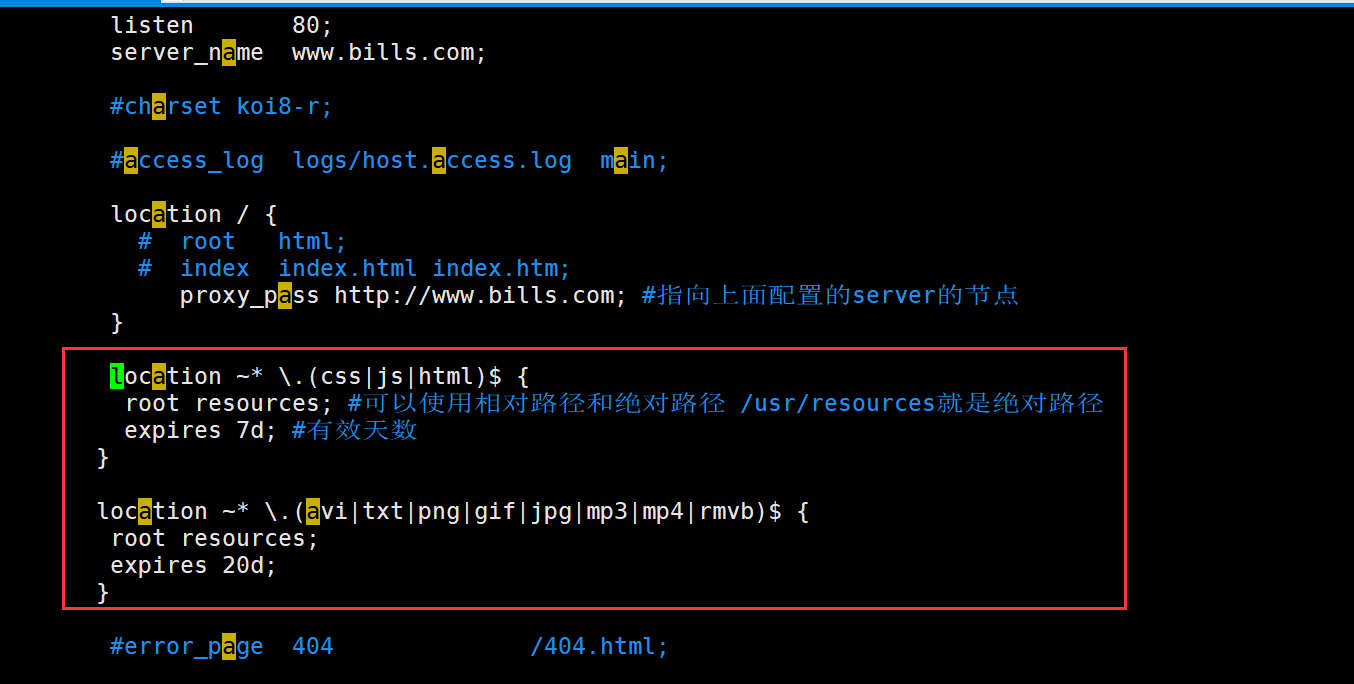 listen       80;
server_name  www.bills.com;
#charset koi8-r;
#access_log  logs/host.access.log  main;
location / {
#  root   html;
#  index  index.html index.htm;
proxy_pass http://www.bills.com; #指向上面配置的server的节点
}
location ~* \.(css|js|html)$ {
root resources; #可以使用相对路径和绝对路径 /usr/resources就是绝对路径
expires 7d; #有效天数
}
location ~* \.(avi|txt|png|gif|jpg|mp3|mp4|rmvb)$ {
root resources;
expires 20d;
}
#error_page  404              /404.html;